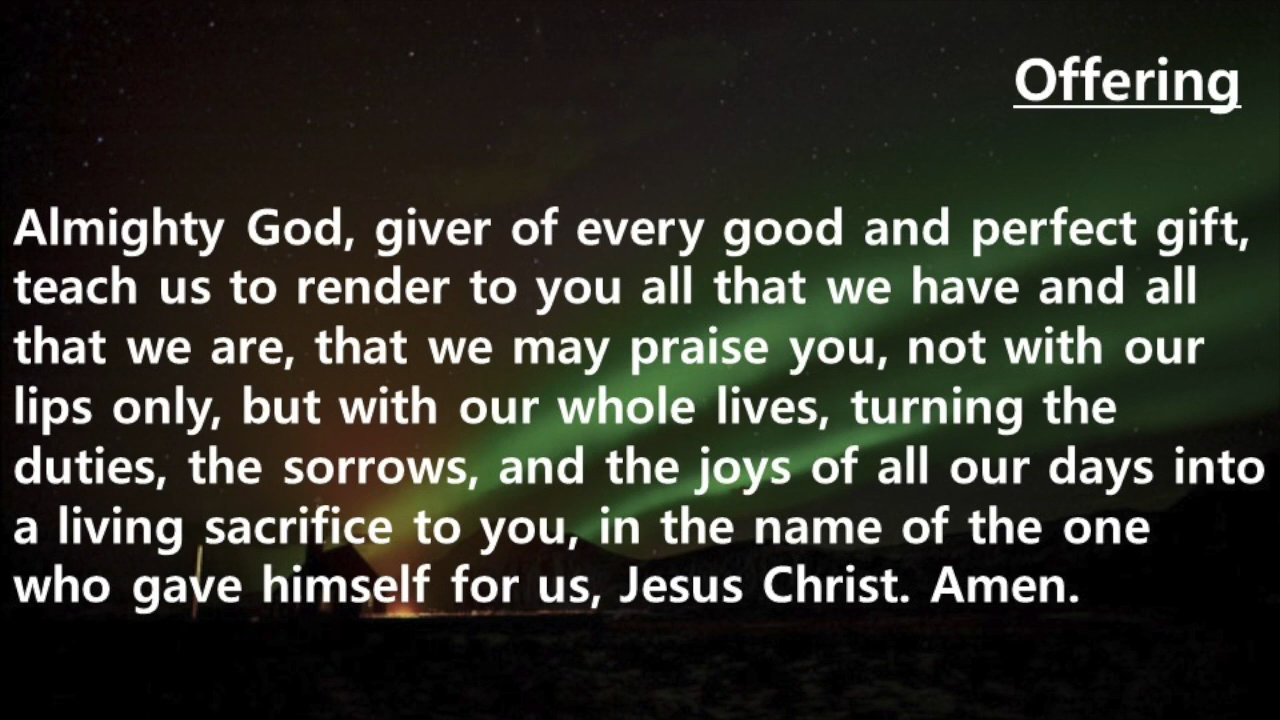 Offering
Almighty God, giver of every good and perfect gift,
teach us to render to you all that we have and all
that we are, that we may praise you, not with our
lips only, but with our whole lives, turning the
duties, the sorrows, and the joys of all our days into
a living sacrifice to you, in the name of the one
who gave himself for us, Jesus Christ. Amen.